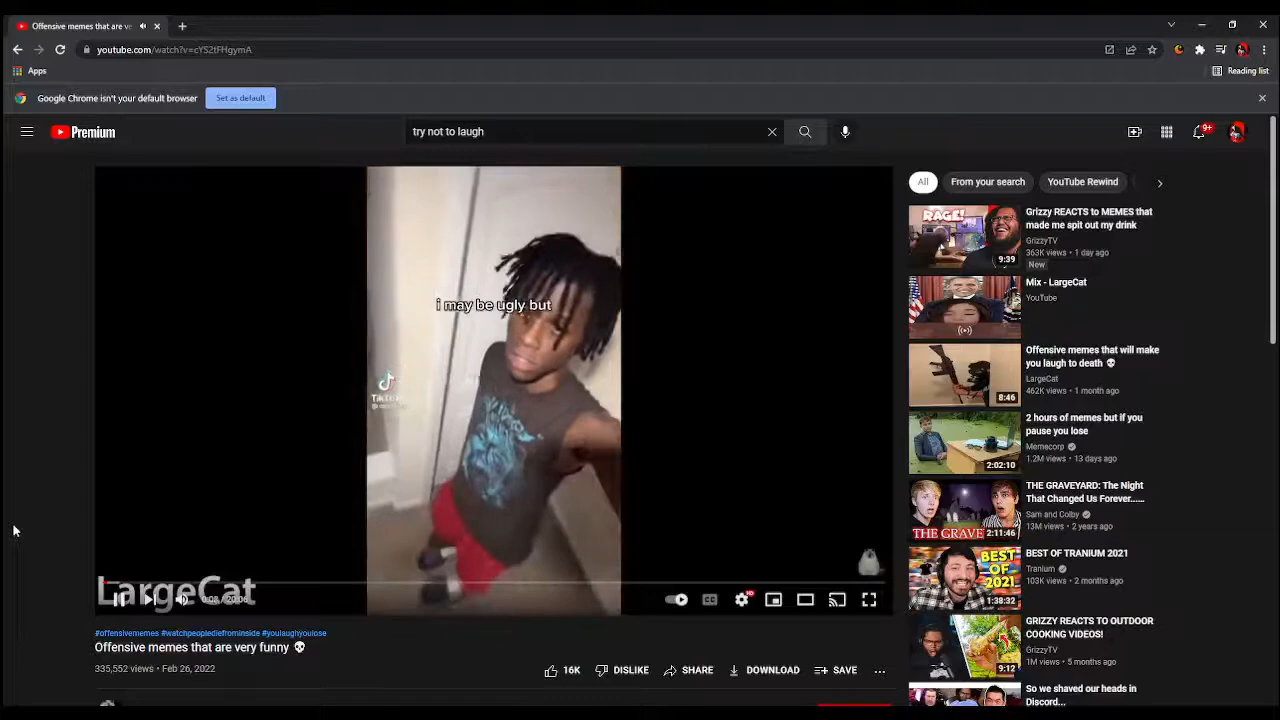 Offensive memes that are ve
youtube.com/watch?v=cYS2tFHgymA
Apps
Reading list
Google Chrome isn't your default browser
Set as default
Premium
try not to laugh
9+
i may be ugly but
TikTok
LargeCat
0:08 / 20:06
#offensivememes #watchpeoplediefrominside #youlaughyoulose
Offensive memes that are very funny 💀
335,552 views • Feb 26, 2022
16K
DISLIKE
SHARE
DOWNLOAD
SAVE
All
From your search
YouTube Rewind
RAGE!
9:39
Grizzy REACTS to MEMES that
made me spit out my drink
GrizzyTV
363K views • 1 day ago
New
Mix - LargeCat
YouTube
8:46
Offensive memes that will make
you laugh to death 💀
LargeCat
462K views • 1 month ago
2:02:10
2 hours of memes but if you
pause you lose
Memecorp
1.2M views • 13 days ago
THE GRAVE
2:11:46
THE GRAVEYARD: The Night
That Changed Us Forever......
Sam and Colby
13M views • 2 years ago
BEST
OF
2021
1:38:32
BEST OF TRANIUM 2021
Tranium
103K views • 2 months ago
9:12
GRIZZY REACTS TO OUTDOOR
COOKING VIDEOS!
GrizzyTV
1M views • 5 months ago
So we shaved our heads in
Discord...